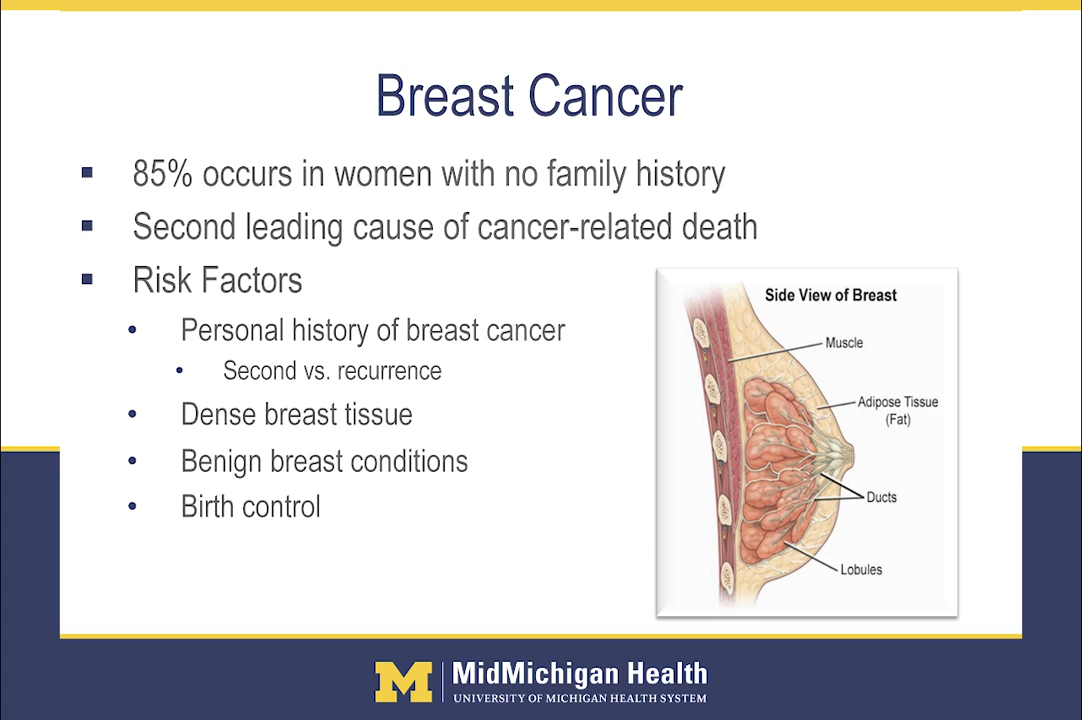 Breast Cancer
▪ 85% occurs in women with no family history
▪ Second leading cause of cancer-related death
▪ Risk Factors
• Personal history of breast cancer
• Second vs. recurrence
• Dense breast tissue
• Benign breast conditions
• Birth control
Side View of Breast
Muscle
Adipose Tissue
(Fat)
Ducts
Lobules
M
MidMichigan Health
UNIVERSITY OF MICHIGAN HEALTH SYSTEM